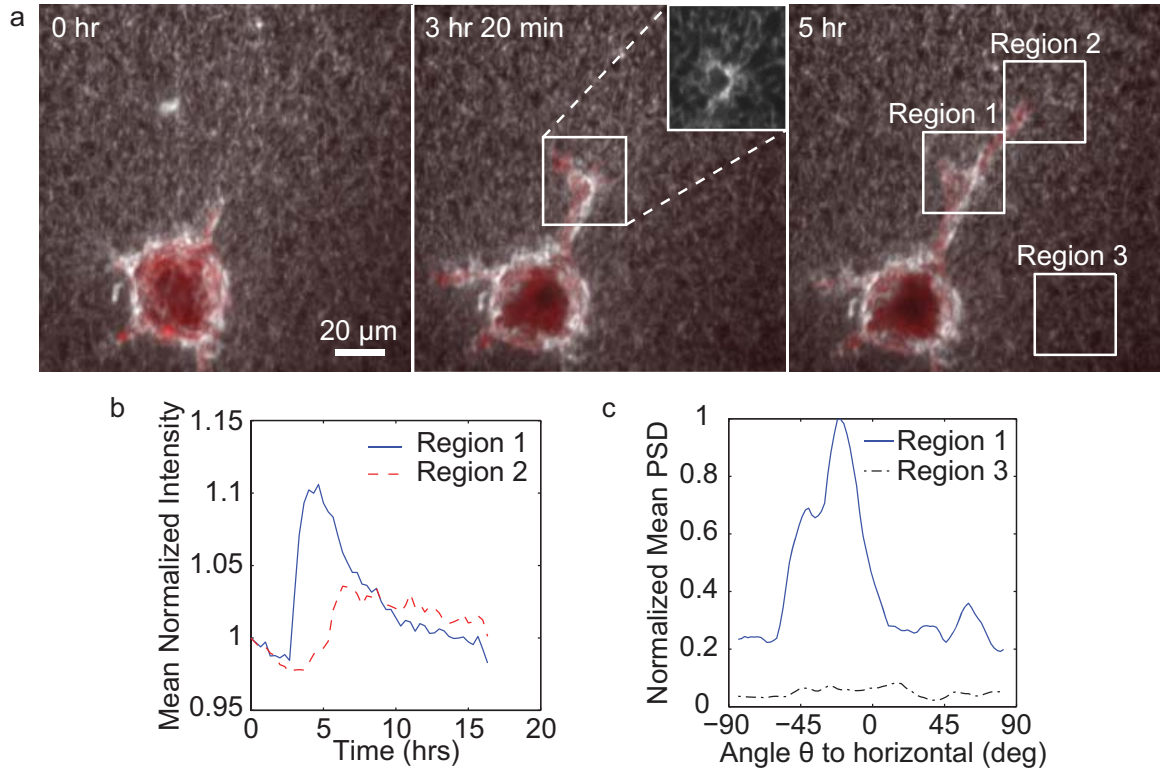 a
0 hr
3 hr 20 min
5 hr
Region 2
Region 1
Region 3
20 µm
b
Mean Normalized Intensity
1.15
1.1
1.05
1
0.95
Region 1
Region 2
0
5
10
15
20
Time (hrs)
c
Normalized Mean PSD
1
0.8
0.6
0.4
0.2
0
Region 1
Region 3
−90
−45
0
45
90
Angle θ to horizontal (deg)